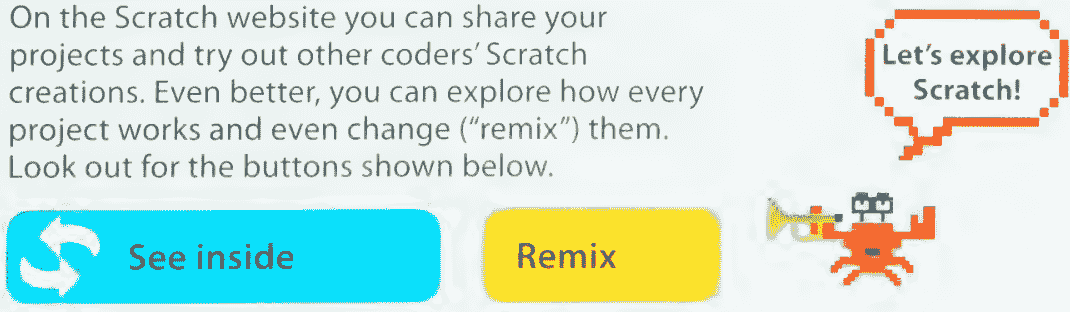 On the Scratch website you can share your
projects and try out other coders’ Scratch
creations. Even better, you can explore how every
project works and even change (“remix”) them.
Look out for the buttons shown below.
Let’s explore
Scratch!
See inside
Remix